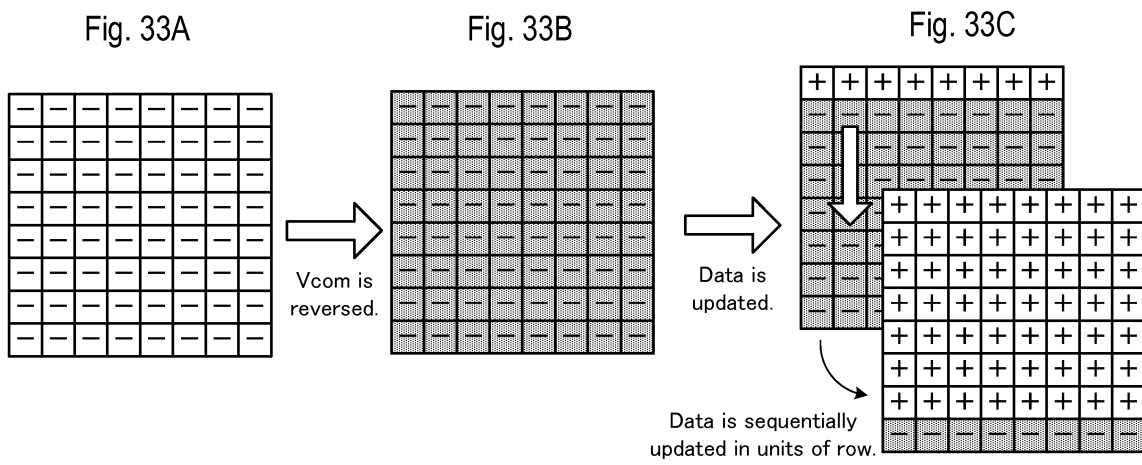 Fig. 33A
Fig. 33B
Fig. 33C
Vcom is
reversed.
Data is
updated.
Data is sequentially
updated in units of row.